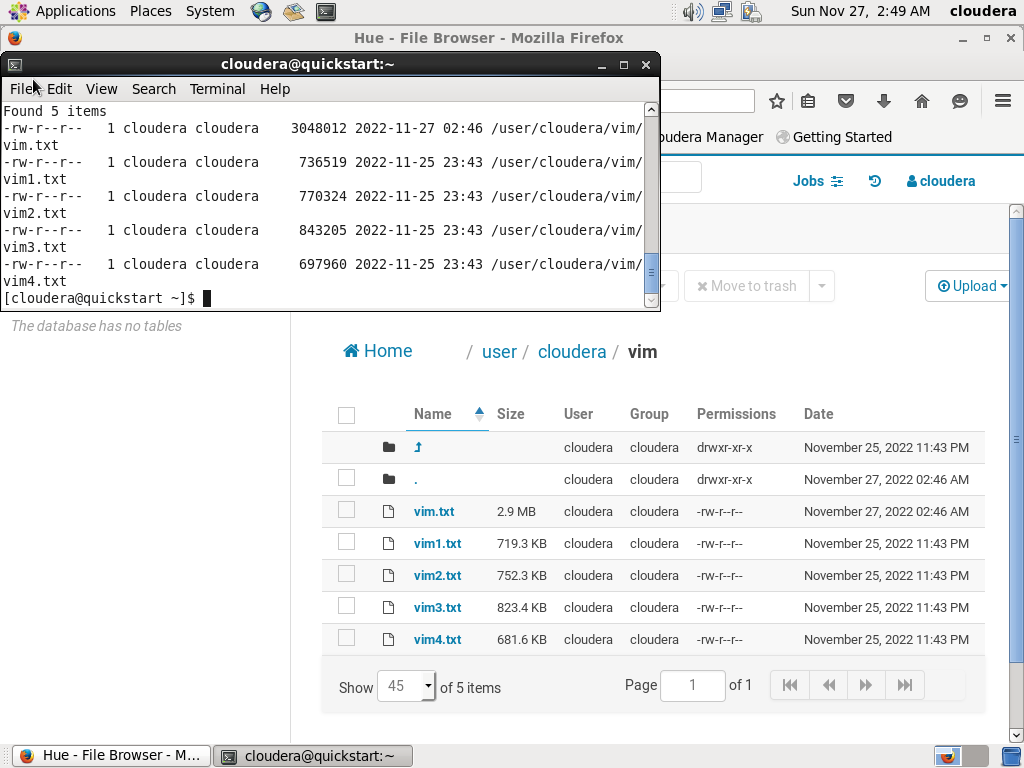 Applications Places System Sun Nov 27, 2:49 AM cloudera
Hue - File Browser - Mozilla Firefox
cloudera@quickstart:~
File Edit View Search Terminal Help
Found 5 items
-rw-r--r-- 1 cloudera cloudera 3048012 2022-11-27 02:46 /user/cloudera/vim/
vim.txt
-rw-r--r-- 1 cloudera cloudera 736519 2022-11-25 23:43 /user/cloudera/vim/
vim1.txt
-rw-r--r-- 1 cloudera cloudera 770324 2022-11-25 23:43 /user/cloudera/vim/
vim2.txt
-rw-r--r-- 1 cloudera cloudera 843205 2022-11-25 23:43 /user/cloudera/vim/
vim3.txt
-rw-r--r-- 1 cloudera cloudera 697960 2022-11-25 23:43 /user/cloudera/vim/
vim4.txt
[cloudera@quickstart ~]$
oudera Manager Getting Started
Jobs cloudera
Move to trash Upload
The database has no tables
Home / user / cloudera / vim
Name Size User Group Permissions Date
cloudera cloudera drwxr-xr-x November 25, 2022 11:43 PM
. cloudera cloudera drwxr-xr-x November 27, 2022 02:46 AM
vim.txt 2.9 MB cloudera cloudera -rw-r--r-- November 27, 2022 02:46 AM
vim1.txt 719.3 KB cloudera cloudera -rw-r--r-- November 25, 2022 11:43 PM
vim2.txt 752.3 KB cloudera cloudera -rw-r--r-- November 25, 2022 11:43 PM
vim3.txt 823.4 KB cloudera cloudera -rw-r--r-- November 25, 2022 11:43 PM
vim4.txt 681.6 KB cloudera cloudera -rw-r--r-- November 25, 2022 11:43 PM
Show 45 of 5 items Page 1 of 1
Hue - File Browser - M... cloudera@quickstart:~